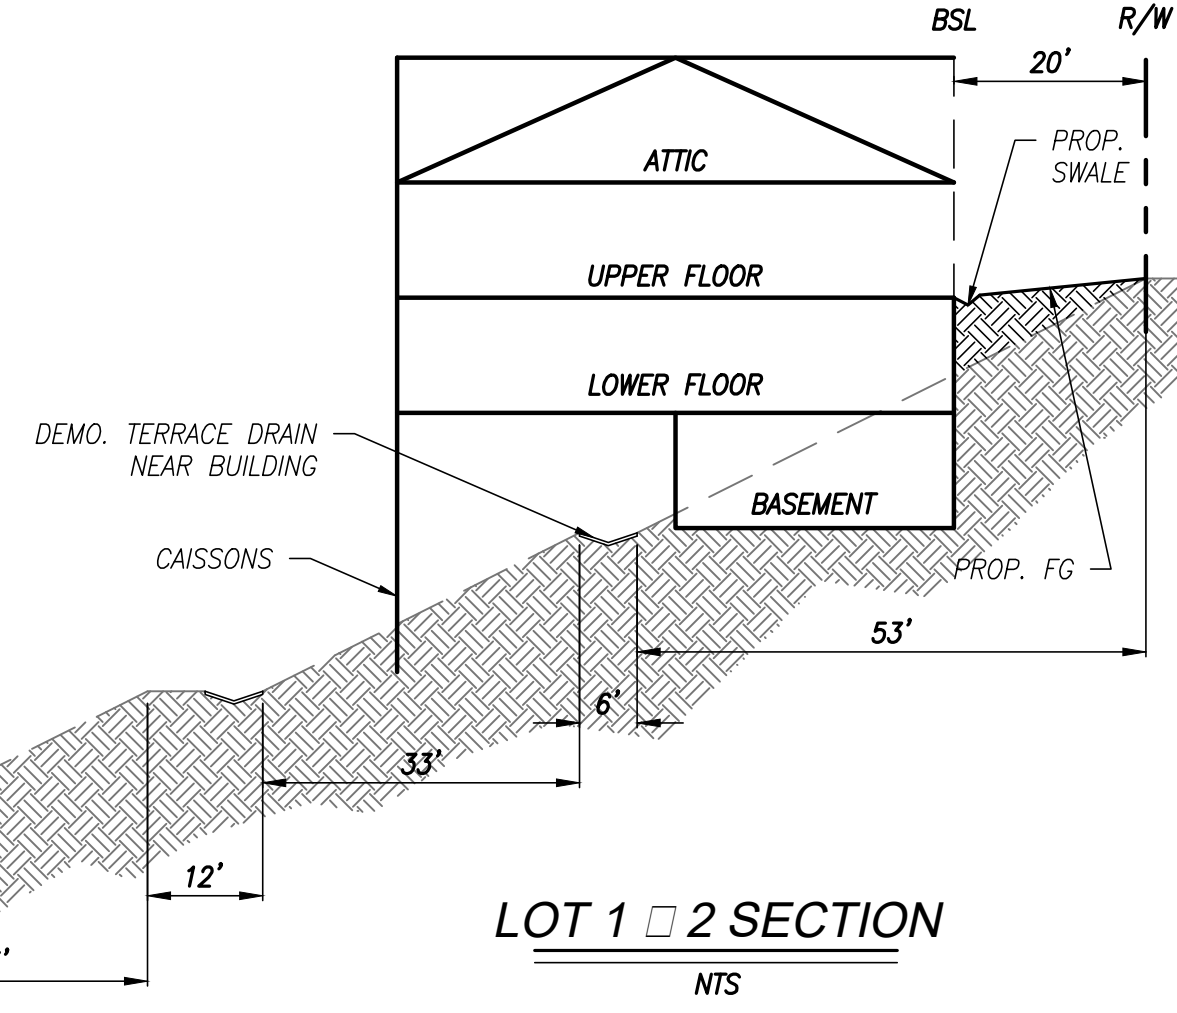 BSL
R/W
20'
PROP.
SWALE
ATTIC
UPPER FLOOR
LOWER FLOOR
DEMO. TERRACE DRAIN
NEAR BUILDING
BASEMENT
CAISSONS
PROP. FG
53'
6'
33'
12'
LOT 1 □ 2 SECTION
NTS